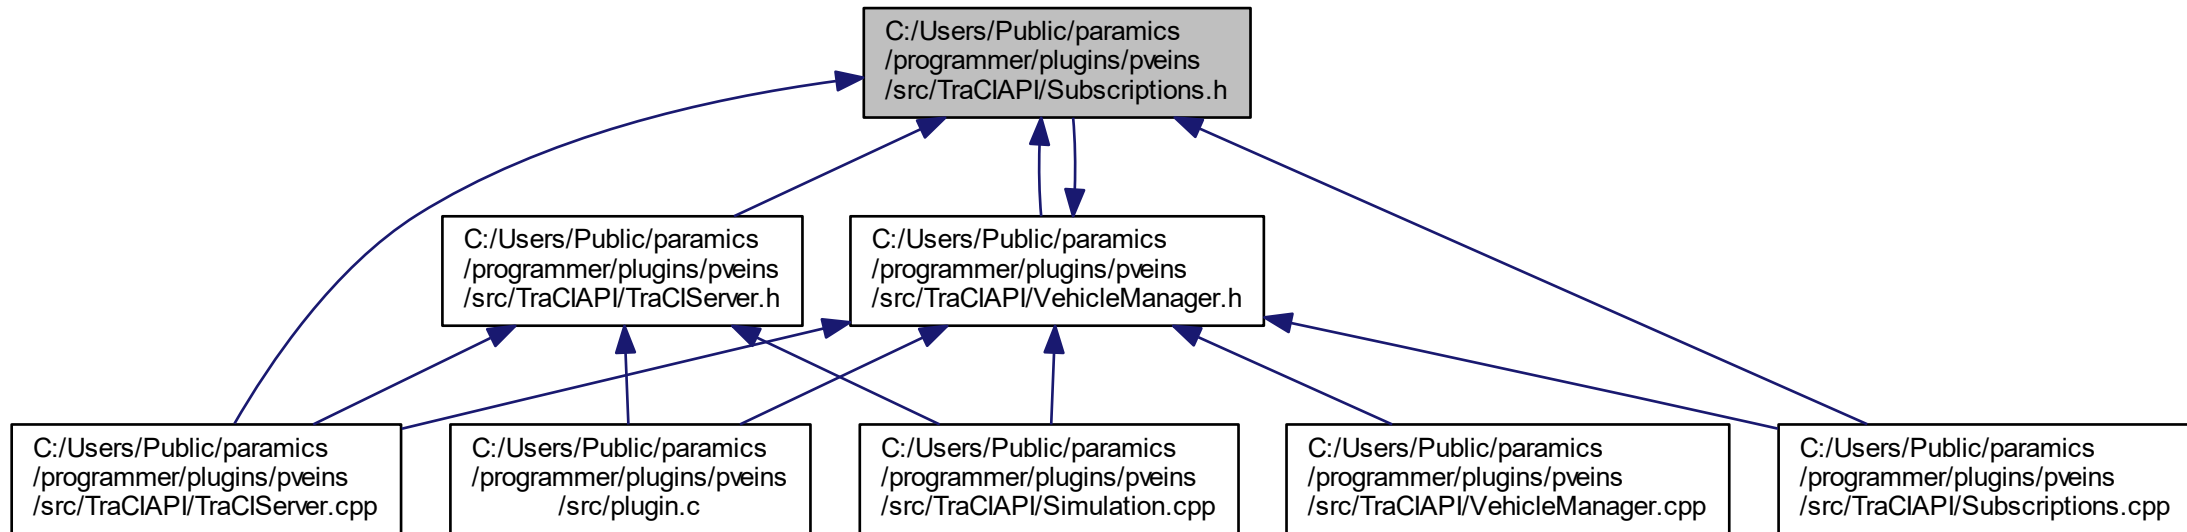 C:/Users/Public/paramics
/programmer/plugins/pveins
/src/TraCIAPI/Subscriptions.h
C:/Users/Public/paramics
/programmer/plugins/pveins
/src/TraCIAPI/TraCIServer.h
C:/Users/Public/paramics
/programmer/plugins/pveins
/src/TraCIAPI/VehicleManager.h
C:/Users/Public/paramics
/programmer/plugins/pveins
/src/TraCIAPI/TraCIServer.cpp
C:/Users/Public/paramics
/programmer/plugins/pveins
/src/plugin.c
C:/Users/Public/paramics
/programmer/plugins/pveins
/src/TraCIAPI/Simulation.cpp
C:/Users/Public/paramics
/programmer/plugins/pveins
/src/TraCIAPI/VehicleManager.cpp
C:/Users/Public/paramics
/programmer/plugins/pveins
/src/TraCIAPI/Subscriptions.cpp